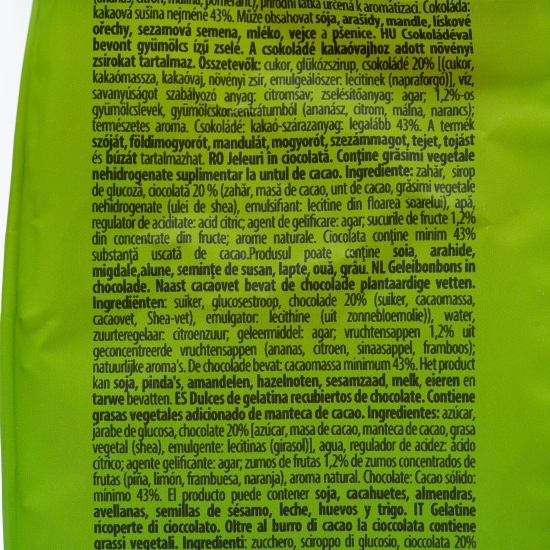 (ananas, citron, malina, pomeranč), přírodní látka určená k aromatizaci. Čokoláda:
kakaová sušina nejméně 43%. Může obsahovat sója, arašidy, mandle, lískové
ořechy, sezamová semena, mléko, vejce a pšenice. HU Csokoládéval
bevont gyümölcs ízű zselé. A csokoládé kakaóvajhoz adott növényi
zsírokat tartalmaz. Összetevők: cukor, glükózszirup, csokoládé 20% [(cukor,
kakaómassza, kakaóvaj, növényi zsír, emulgeálószer: lecitinek (napraforgó)], víz,
savanyúságot szabályozó anyag: citromsav; zselésítőanyag: agar; 1,2%-os
gyümölcslevek, gyümölcskoncentrátumból (ananász, citrom, málna, narancs);
természetes aroma. Csokoládé: kakaó-szárazanyag: legalább 43%. A termék
szóját, földimogyorót, mandulát, mogyorót, szezámmagot, tejet, tojást
és búzát tartalmazhat. RO Jeleuri în ciocolată. Conţine grăsimi vegetale
nehidrogenate suplimentar la untul de cacao. Ingrediente: zahăr, sirop
de glucoză, ciocolată 20 % (zahăr, masă de cacao, unt de cacao, grăsimi vegetale
nehidrogenate (ulei de shea), emulsifiant: lecitine din floarea soarelui), apă,
regulator de aciditate: acid citric; agent de gelificare: agar; sucurile de fructe 1,2%
din concentrate din fructe; arome naturale. Ciocolata conţine minim 43%
substanţă uscată de cacao.Produsul poate conţine soia, arahide,
migdale,alune, seminţe de susan, lapte, ouă, grâu. NL Geleibonbons in
chocolade. Naast cacaovet bevat de chocolade plantaardige vetten.
Ingrediënten: suiker, glucosestroop, chocolade 20% (suiker, cacaomassa,
cacaovet, Shea-vet), emulgator: lecithine (uit zonnebloemolie)), water,
zuurteregelaar: citroenzuur; geleermiddel: agar; vruchtensappen 1,2% uit
geconcentreerde vruchtensappen (ananas, citroen, sinaasappel, framboos);
natuurlijke aroma's. De chocolade bevat: cacaomassa minimum 43%. Het product
kan soja, pinda's, amandelen, hazelnoten, sesamzaad, melk, eieren en
tarwe bevatten. ES Dulces de gelatina recubiertos de chocolate. Contiene
grasas vegetales adicionado de manteca de cacao. Ingredientes: azúcar,
jarabe de glucosa, chocolate 20% [azúcar, masa de cacao, manteca de cacao, grasa
vegetal (shea), emulgente: lecitinas (girasol)], agua, regulador de acidez: ácido
cítrico; agente gelificante: agar; zumos de frutas 1,2% de zumos concentrados de
frutas (piña, limón, frambuesa, naranja), aroma natural. Chocolate: Cacao sólido:
mínimo 43%. El producto puede contener soja, cacahuetes, almendras,
avellanas, semillas de sésamo, leche, huevos y trigo. IT Gelatine
ricoperte di cioccolato. Oltre al burro di cacao la cioccolata contiene
grassi vegetali. Ingredienti: zucchero, sciroppo di glucosio, cioccolata 20%